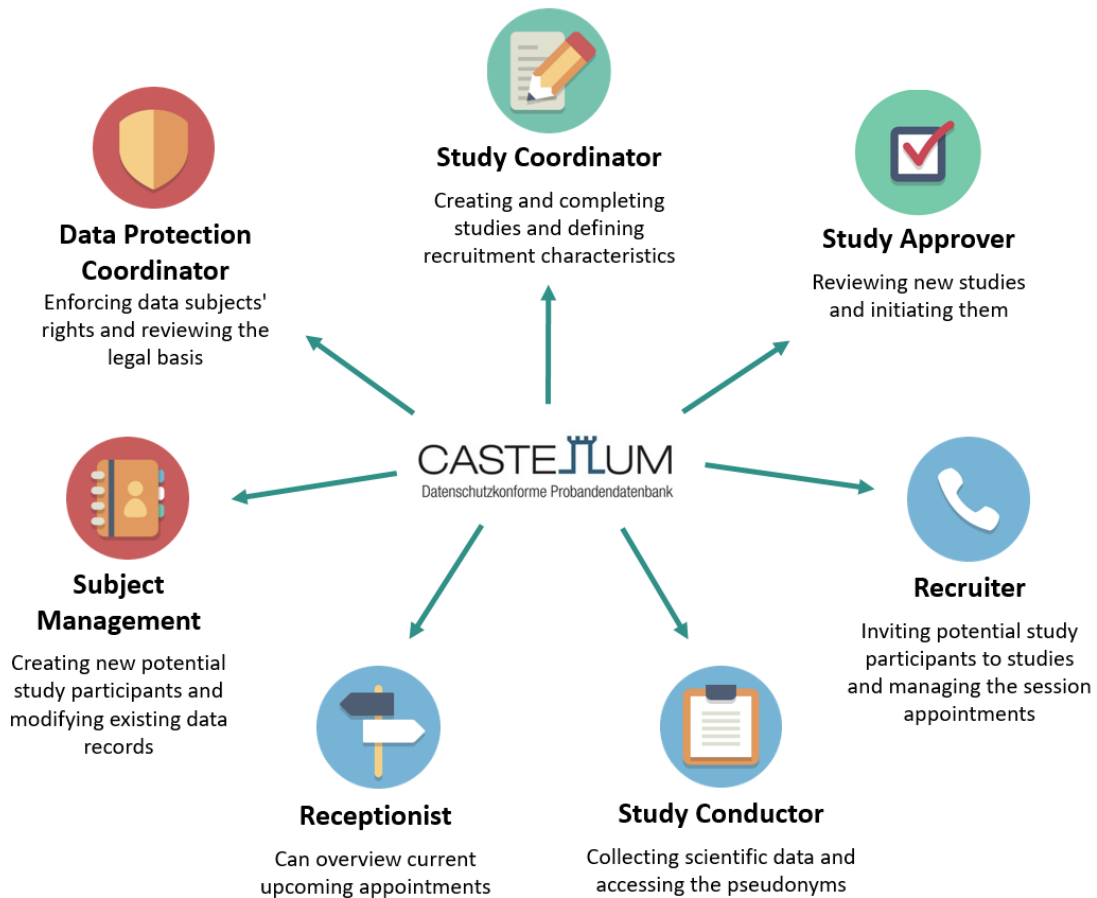 Study Coordinator
Creating and completing
studies and defining
recruitment characteristics
Data Protection
Coordinator
Enforcing data subjects'
rights and reviewing the
legal basis
Study Approver
Reviewing new studies
and initiating them
CASTELLUM
Datenschutzkonforme Probandendatenbank
Subject
Management
Creating new potential
study participants and
modifying existing data
records
Recruiter
Inviting potential study
participants to studies
and managing the session
appointments
Receptionist
Can overview current
upcoming appointments
Study Conductor
Collecting scientific data and
accessing the pseudonyms